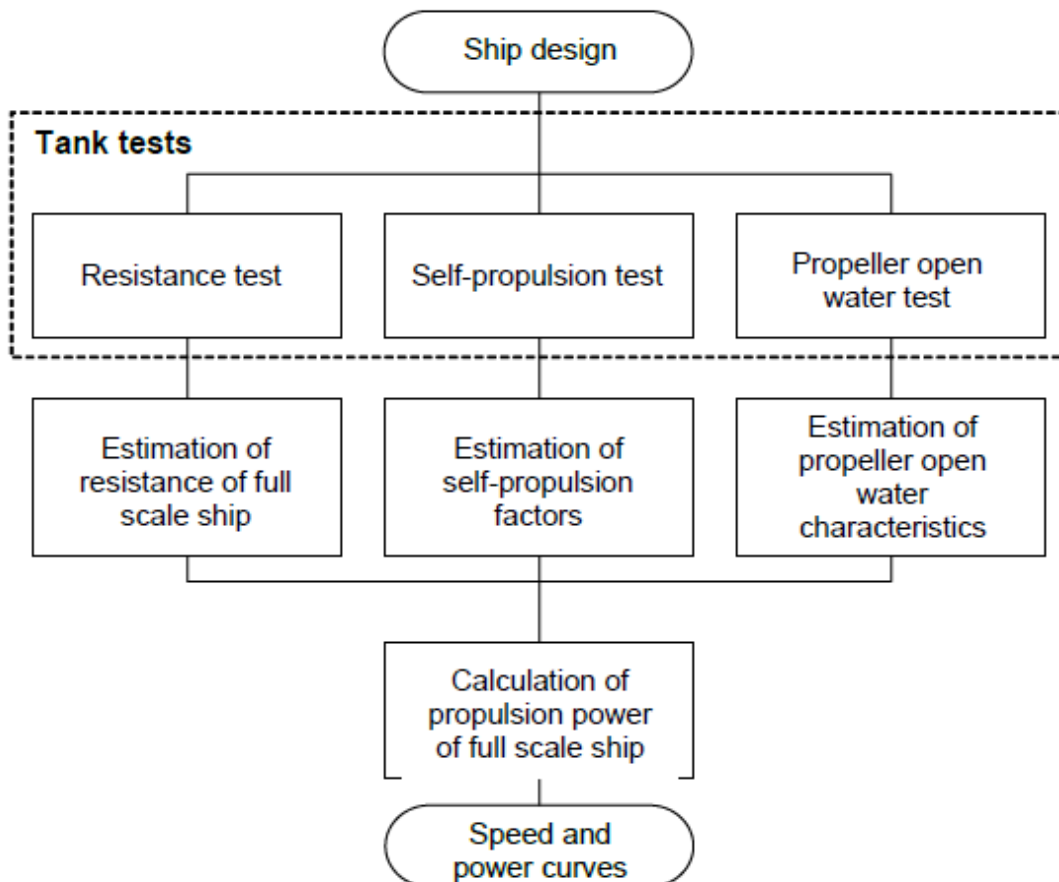 Ship design
Tank tests
Resistance test
Self-propulsion test
Propeller open
water test
Estimation of
resistance of full
scale ship
Estimation of
self-propulsion
factors
Estimation of
propeller open
water
characteristics
Calculation of
propulsion power
of full scale ship
Speed and
power curves